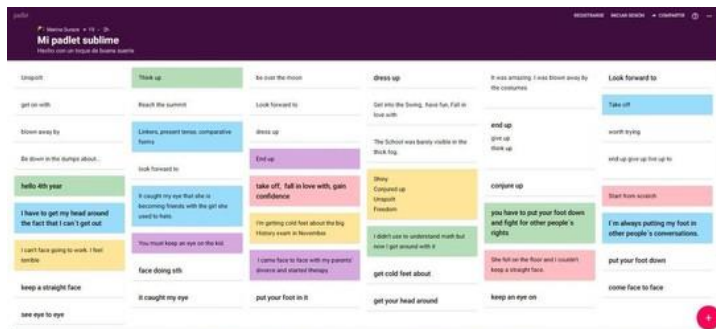 padlet
REGISTRARSE
INICIAR SESIÓN
COMPARTIR
Mi padlet sublime
Hecho con un toque de buena suerte
Unspoilt
get on with
blown away by
Be down in the dumps about..
hello 4th year
I have to get my head around
the fact that I can´t get out
I can't face going to work. I feel
terrible
keep a straight face
see eye to eye
Think up
Reach the summit
Linkers, present tense, comparative
forms
look forward to
It caught my eye that she is
becoming friends with the girl she
used to hate.
You must keep an eye on the kid
face doing sth
it caught my eye
be over the moon
Look forward to
dress up
End up
take off, fall in love with, gain
confidence
I'm getting cold feet about the big
History exam in November
I came face to face with my parents'
divorce and started therapy
put your foot in it
dress up
Get into the Swing, have fun, Fall in
love with
The School was barely visible in the
thick fog.
Shiny
Conjured up
Unspoilt
Freedom
I didn't use to understand math but
now I get around with it
get cold feet about
get your head around
It was amazing. I was blown away by
the costumes
end up
give up
think up
conjure up
you have to put your foot down
and fight for other people´s
rights
She fell on the floor and I couldn't
keep a straight face.
keep an eye on
Look forward to
Take off
worth trying
end up give up live up to
Start from scratch
I´m always putting my foot in
other people´s conversations.
put your foot down
come face to face